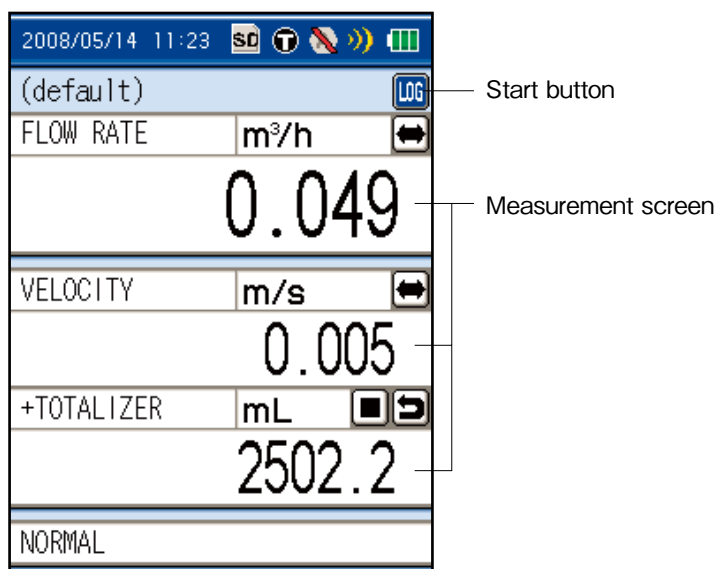 2008/05/14 11:23 SD T
(default) LOG Start button
FLOW RATE m³/h
0.049 Measurement screen
VELOCITY m/s
0.005
+TOTALIZER mL
2502.2
NORMAL